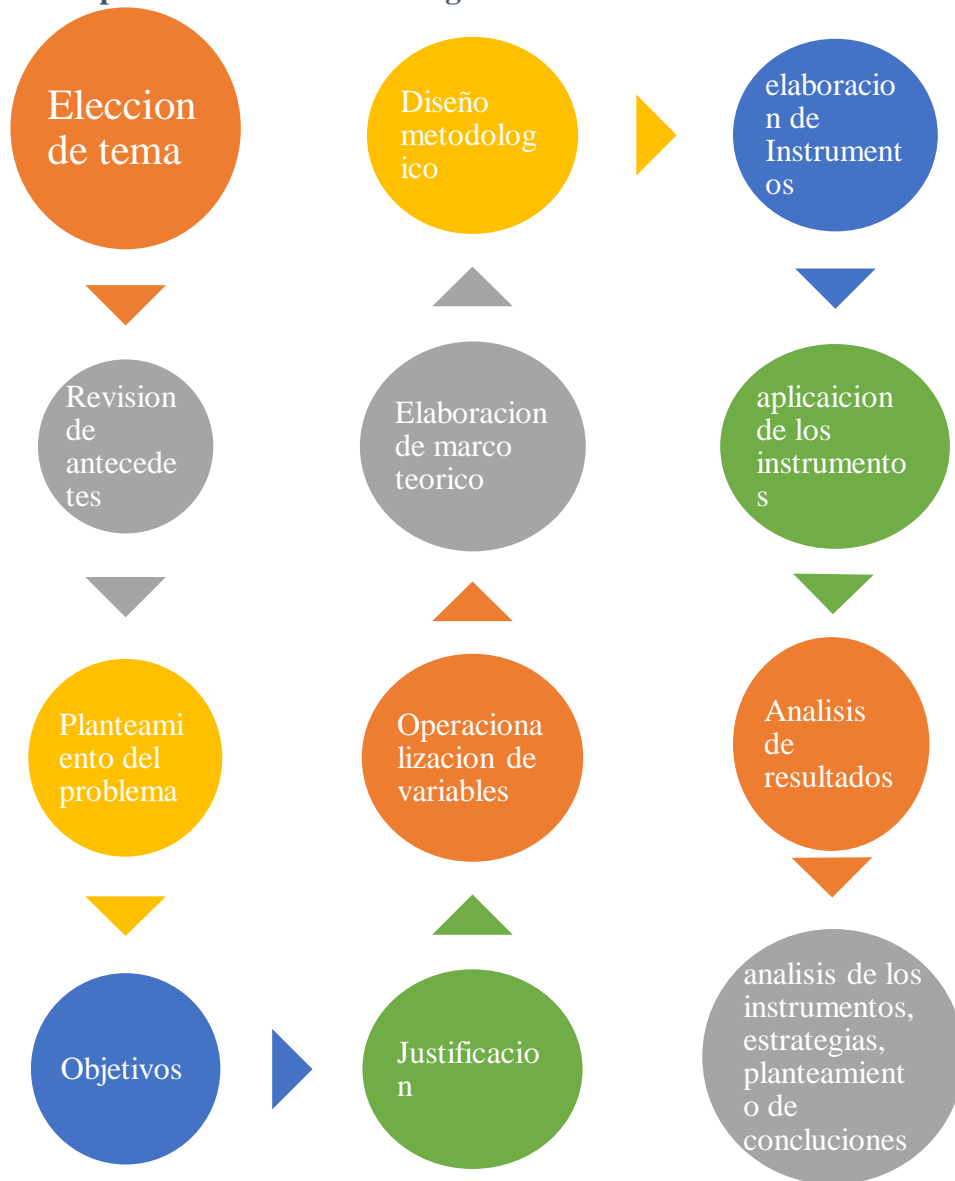 Eleccion
de tema
Revision
de
antecede
tes
Planteami
ento del
problema
Objetivos
Justificacio
n
Operaciona
lizacion de
variables
Elaboracion
de marco
teorico
Diseño
metodolog
ico
elaboracio
n de
Instrument
os
aplicaicion
de los
instrumento
s
Analisis
de
resultados
analisis de los
instrumentos,
estrategias,
planteamient
o de
concluciones